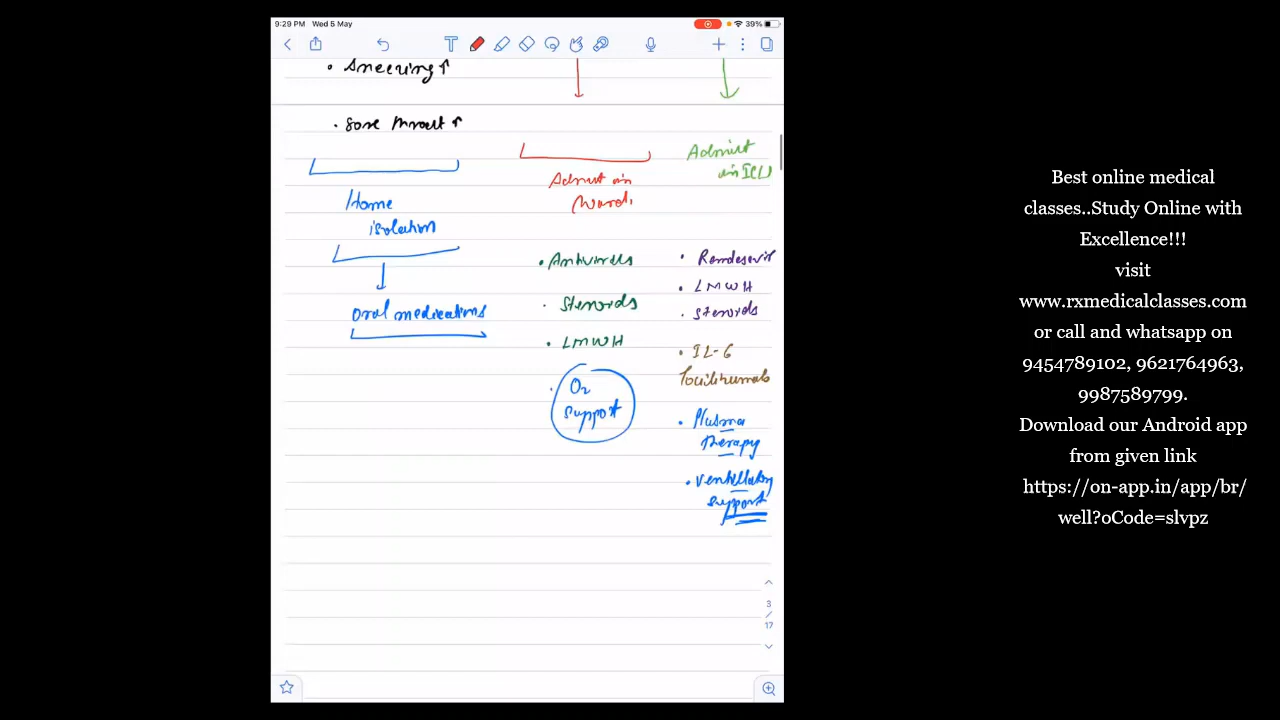 9:29 PM Wed 5 May
39%
• Sneezing ↑
• Sore throat ↑
Home
isolation
Oral medications
Admit in
Ward
• Antivirals
• Steroids
• LMWH
• O2
support
Admit
in ICU
• Remdesevir
• LMWH
• Steroids
• IL-6
• Plasma
therapy
• Ventillatory
support
3
/
17
Best online medical
classes..Study Online with
Excellence!!!
visit
www.rxmedicalclasses.com
or call and whatsapp on
9454789102, 9621764963,
9987589799.
Download our Android app
from given link
https://on-app.in/app/br/
well?oCode=slvpz